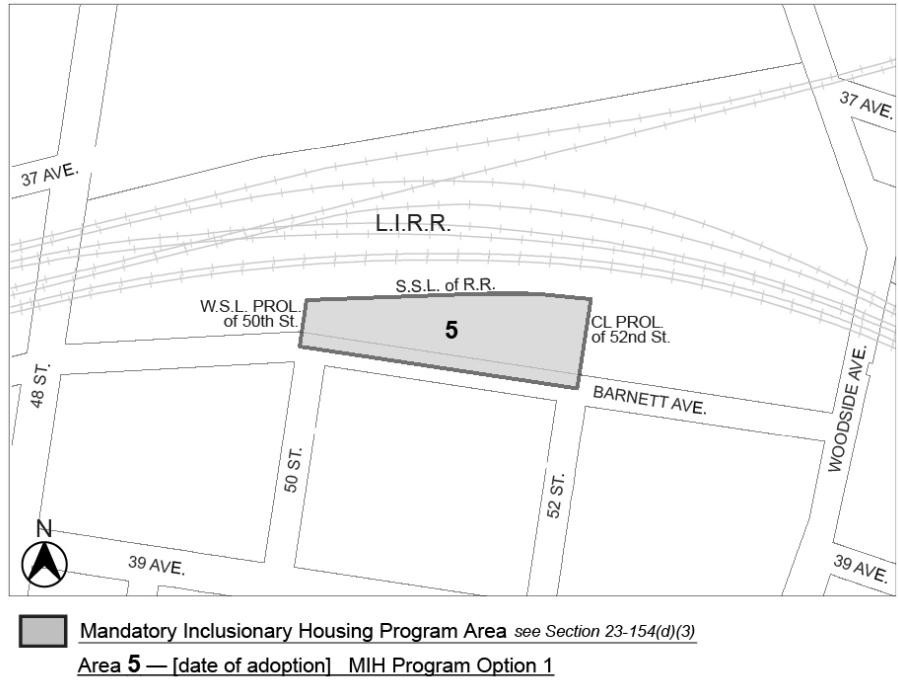 37 AVE.
37 AVE.
L.I.R.R.
S.S.L. of R.R.
W.S.L. PROL.
of 50th St.
5
CL PROL.
of 52nd St.
48 ST.
BARNETT AVE.
WOODSIDE AVE.
50 ST.
52 ST.
N
39 AVE.
39 AVE.
Mandatory Inclusionary Housing Program Area see Section 23-154(d)(3)
Area 5 — [date of adoption] MIH Program Option 1